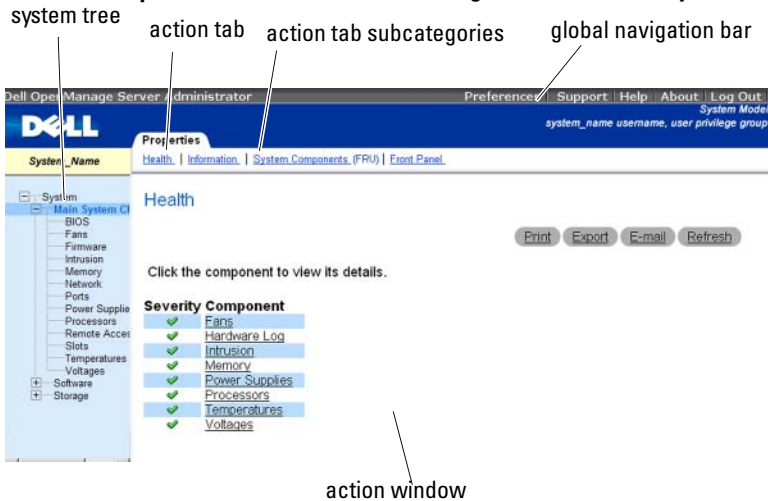 system tree
action tab
action tab subcategories
global navigation bar
Dell OpenManage Server Administrator
Preferences | Support | Help | About | Log Out
System Model
DELL
system_name username, user privilege group
Properties
System_Name
Health | Information | System Components (FRU) | Front Panel
System
Main System Ch
BIOS
Fans
Firmware
Intrusion
Memory
Network
Ports
Power Supplie
Processors
Remote Acces
Slots
Temperatures
Voltages
Software
Storage
Health
Print Export E-mail Refresh
Click the component to view its details.
Severity Component
Fans
Hardware Log
Intrusion
Memory
Power Supplies
Processors
Temperatures
Voltages
action window